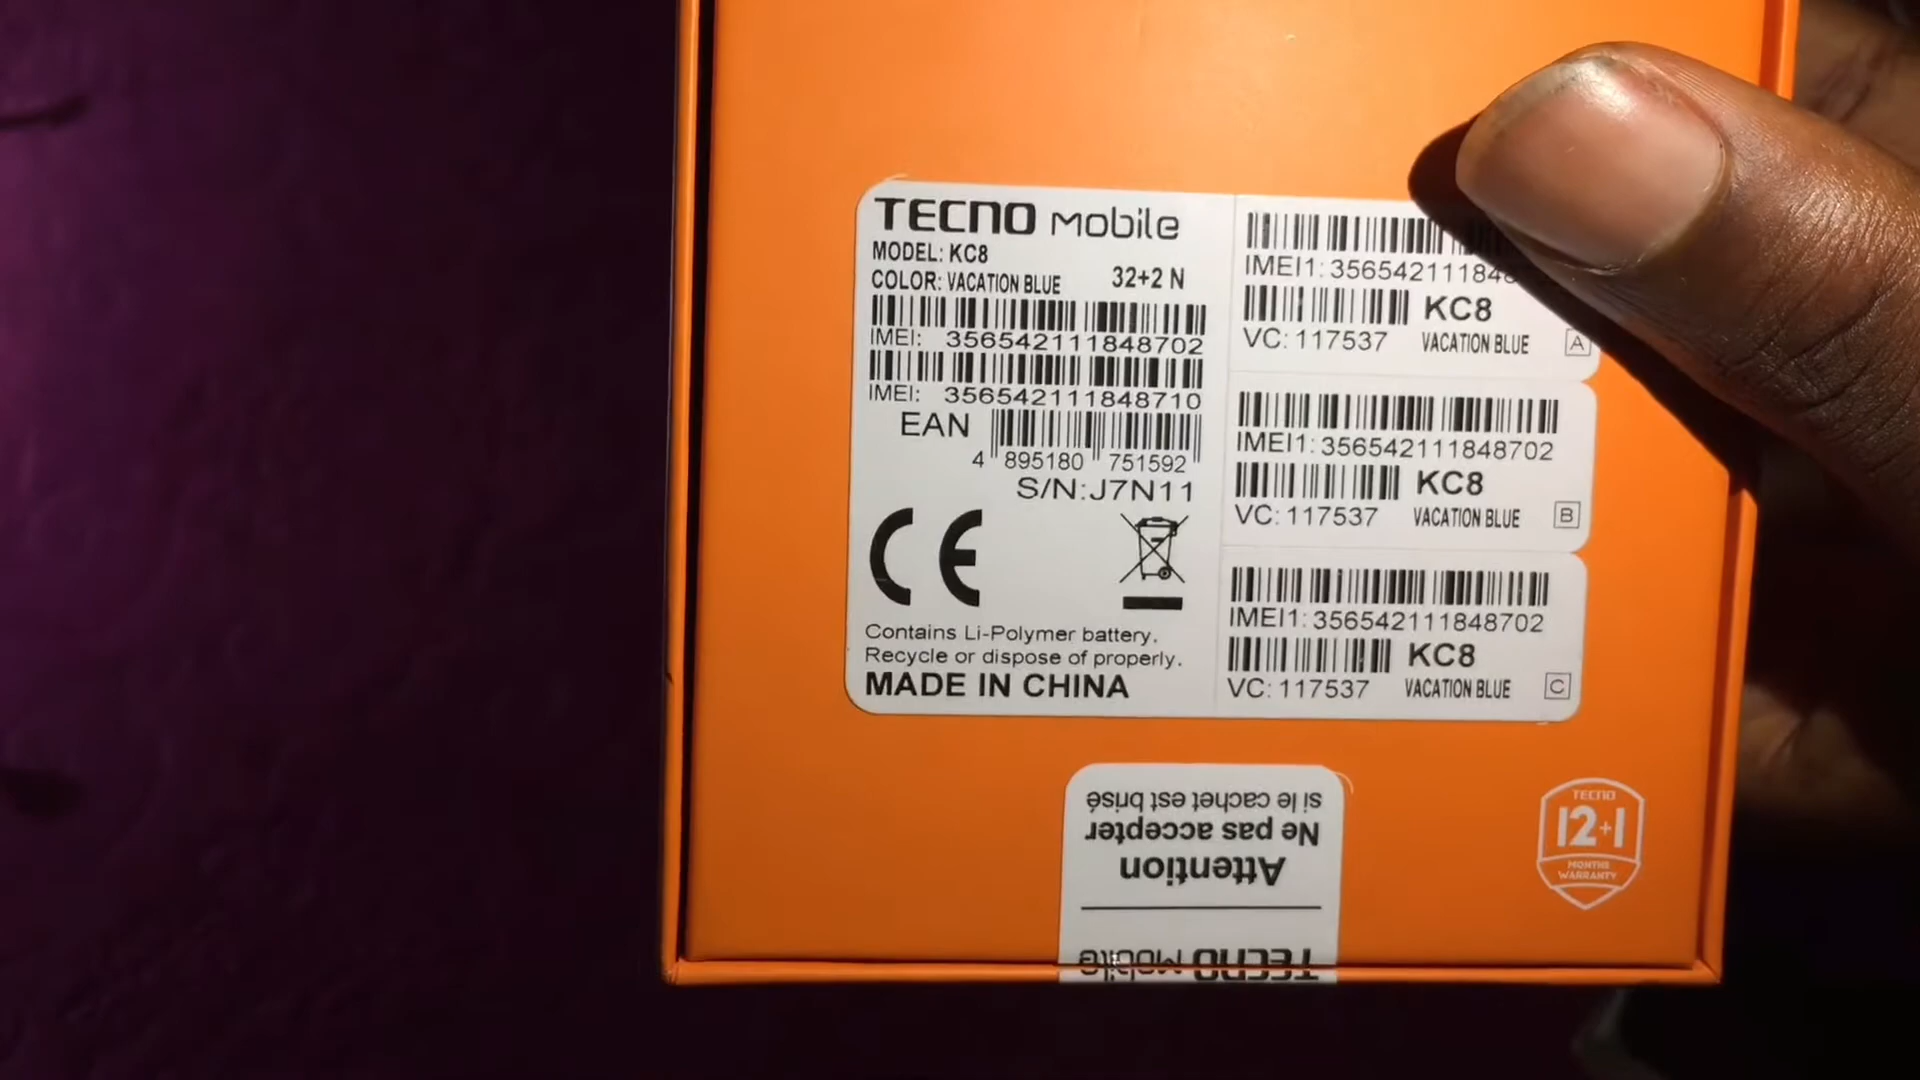 TECNO mobile
MODEL: KC8
COLOR: VACATION BLUE 32+2 N
IMEI: 356542111848702
IMEI: 356542111848710
EAN
4 895180 751592
S/N:J7N11
CE
Contains Li-Polymer battery.
Recycle or dispose of properly.
MADE IN CHINA
IMEI1: 356542111848
KC8
VC: 117537 VACATION BLUE A
IMEI1:356542111848702
KC8
VC: 117537 VACATION BLUE B
IMEI1:356542111848702
KC8
VC: 117537 VACATION BLUE C
TECNO mobile
Attention
Ne pas accepter
si le cachet est brisé
TECNO
12+1
MONTHS
WARRANTY